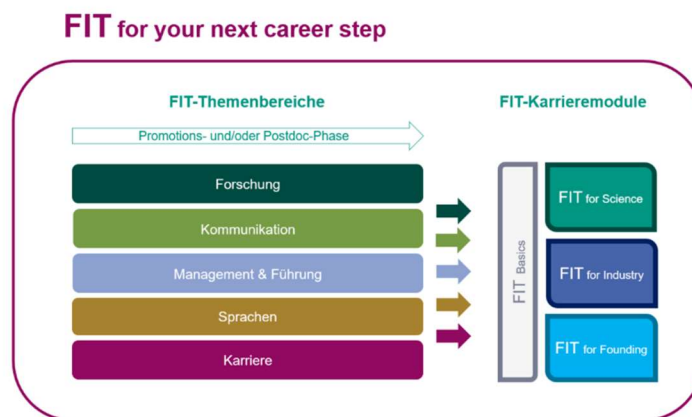 FIT for your next career step
FIT-Themenbereiche
FIT-Karrieremodule
Promotions- und/oder Postdoc-Phase
Forschung
Kommunikation
Management & Führung
Sprachen
Karriere
FIT Basics
FIT for Science
FIT for Industry
FIT for Founding